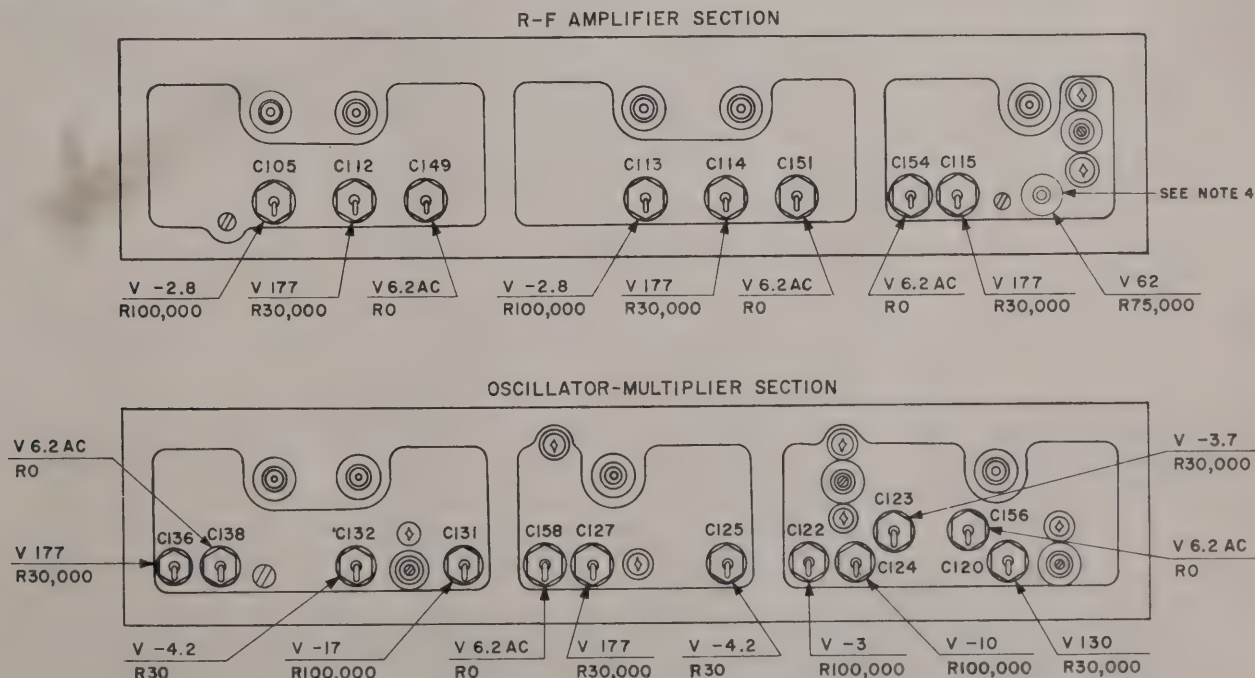 R-F AMPLIFIER SECTION
C105
C112
C149
C113
C114
C151
C154
C115
SEE NOTE 4
V -2.8
R100,000
V 177
R30,000
V 6.2 AC
R0
V -2.8
R100,000
V 177
R30,000
V 6.2 AC
R0
V 6.2 AC
R0
V 177
R30,000
V 62
R75,000
OSCILLATOR-MULTIPLIER SECTION
V 6.2 AC
R0
V 177
R30,000
C136
C138
C132
C131
C158
C127
C125
C122
C123
C124
C156
C120
V -3.7
R30,000
V 6.2 AC
R0
V -4.2
R30
V -17
R100,000
V 6.2 AC
R0
V 177
R30,000
V -4.2
R30
V -3
R100,000
V -10
R100,000
V 130
R30,000